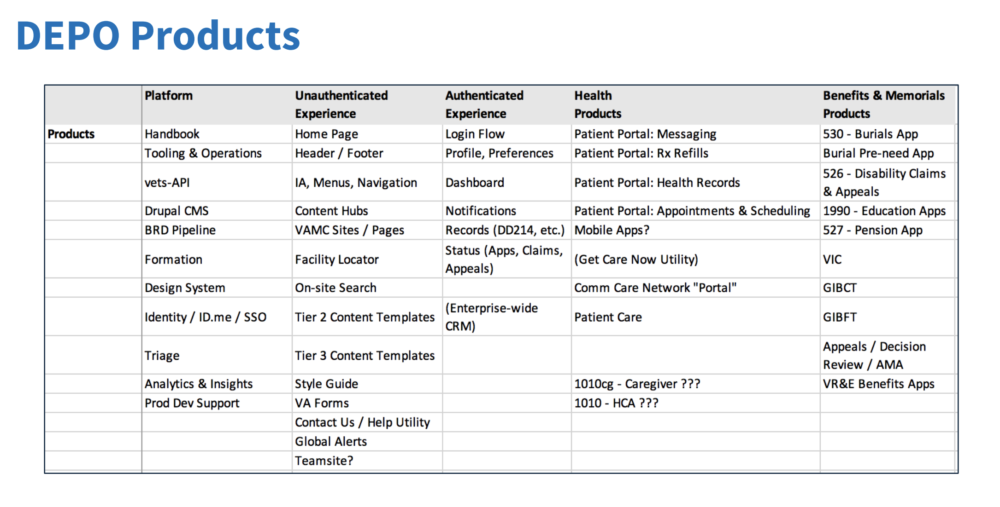 DEPO Products
Platform Unauthenticated Experience Authenticated Experience Health Products Benefits & Memorials Products
Products Handbook Home Page Login Flow Patient Portal: Messaging 530 - Burials App
Tooling & Operations Header / Footer Profile, Preferences Patient Portal: Rx Refills Burial Pre-need App
vets-API IA, Menus, Navigation Dashboard Patient Portal: Health Records 526 - Disability Claims & Appeals
Drupal CMS Content Hubs Notifications Patient Portal: Appointments & Scheduling 1990 - Education Apps
BRD Pipeline VAMC Sites / Pages Records (DD214, etc.) Mobile Apps? 527 - Pension App
Formation Facility Locator Status (Apps, Claims, Appeals) (Get Care Now Utility) VIC
Design System On-site Search Comm Care Network "Portal" GIBCT
Identity / ID.me / SSO Tier 2 Content Templates (Enterprise-wide CRM) Patient Care GIBFT
Triage Tier 3 Content Templates Appeals / Decision Review / AMA
Analytics & Insights Style Guide 1010cg - Caregiver ??? VR&E Benefits Apps
Prod Dev Support VA Forms 1010 - HCA ???
Contact Us / Help Utility
Global Alerts
Teamsite?